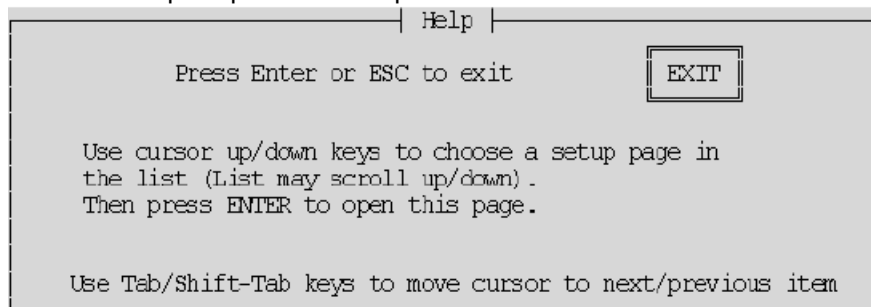 Help
Press Enter or ESC to exit EXIT
Use cursor up/down keys to choose a setup page in
the list (List may scroll up/down).
Then press ENTER to open this page.
Use Tab/Shift-Tab keys to move cursor to next/previous item